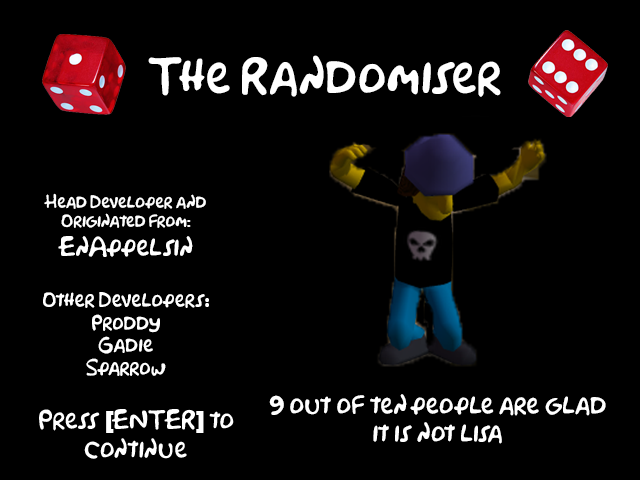 The Randomiser
Head Developer and
Originated From:
EnAppelsin
Other Developers:
Proddy
Gadie
Sparrow
Press [ENTER] to
continue
9 out of ten people are glad
it is not Lisa